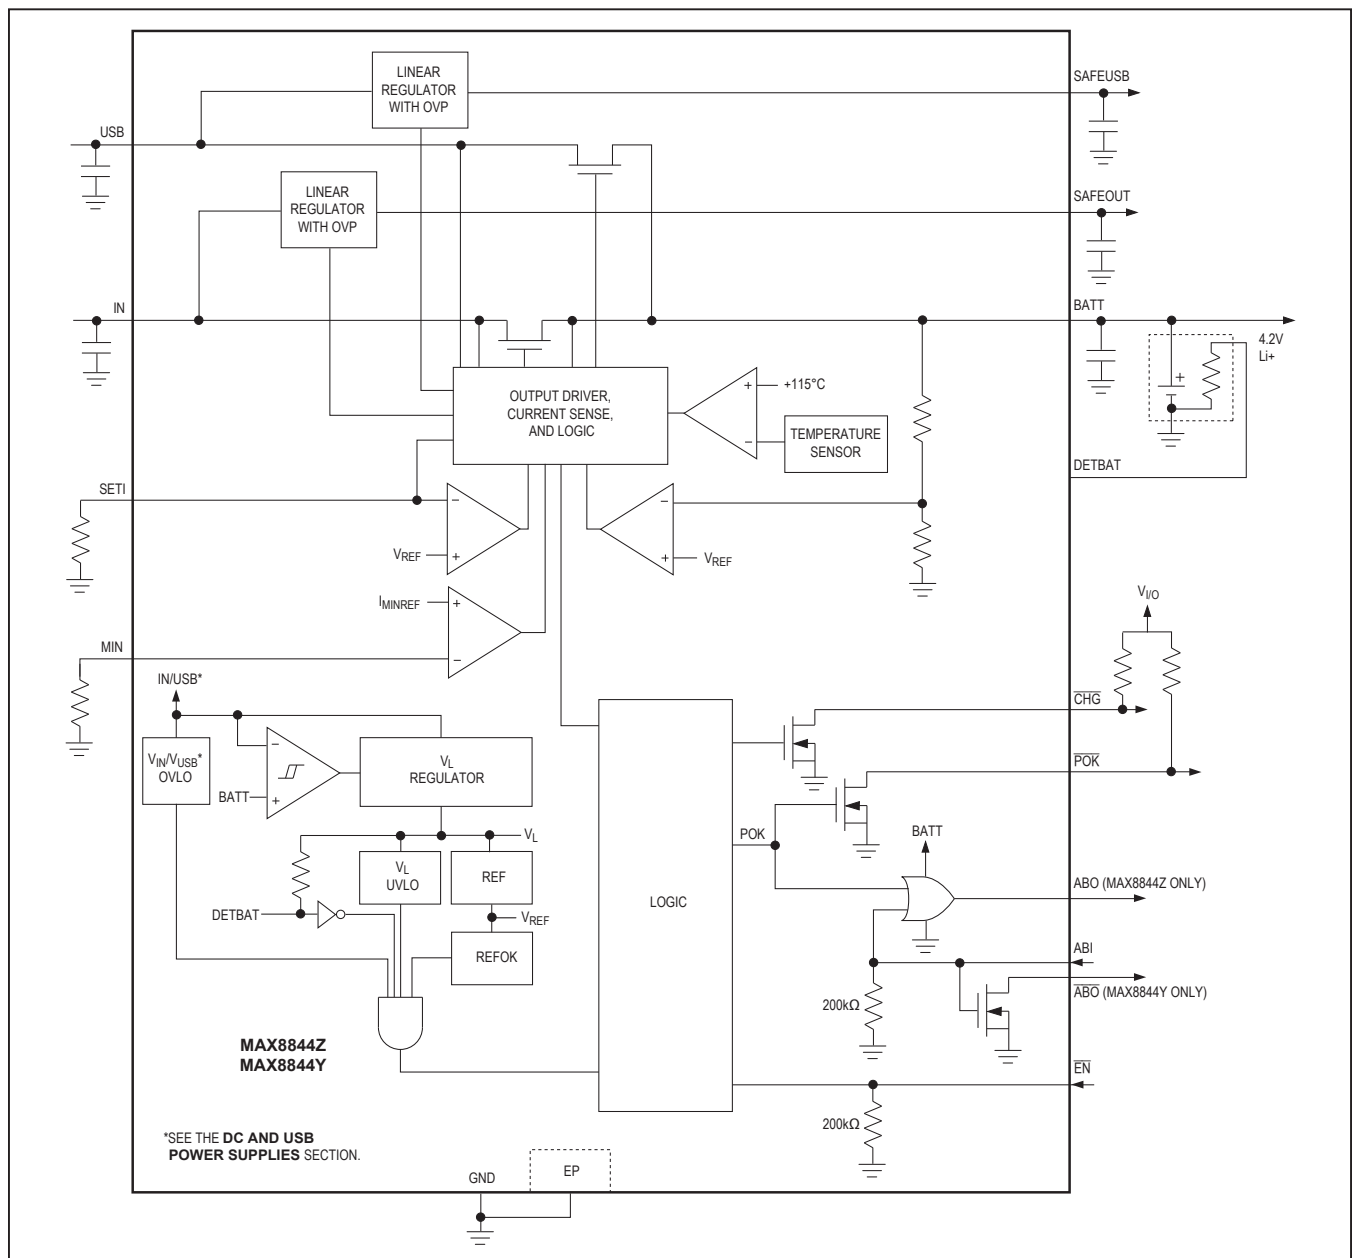 LINEAR
REGULATOR
WITH OVP
SAFEUSB
USB
LINEAR
REGULATOR
WITH OVP
SAFEOUT
IN
BATT
4.2V
Li+
OUTPUT DRIVER,
CURRENT SENSE,
AND LOGIC
+
+115°C
−
TEMPERATURE
SENSOR
+
DETBAT
SETI
−
VREF
+
−
+
VREF
IMINREF
+
−
MIN
VI/O
IN/USB*
CHG
VIN/VUSB*
OVLO
−
BATT
+
VL
REGULATOR
POK
VL
VL
UVLO
REF
DETBAT
VREF
REFOK
LOGIC
POK
BATT
ABO (MAX8844Z ONLY)
ABI
ABO (MAX8844Y ONLY)
200kΩ
MAX8844Z
MAX8844Y
EN
200kΩ
*SEE THE DC AND USB
POWER SUPPLIES SECTION.
GND
EP